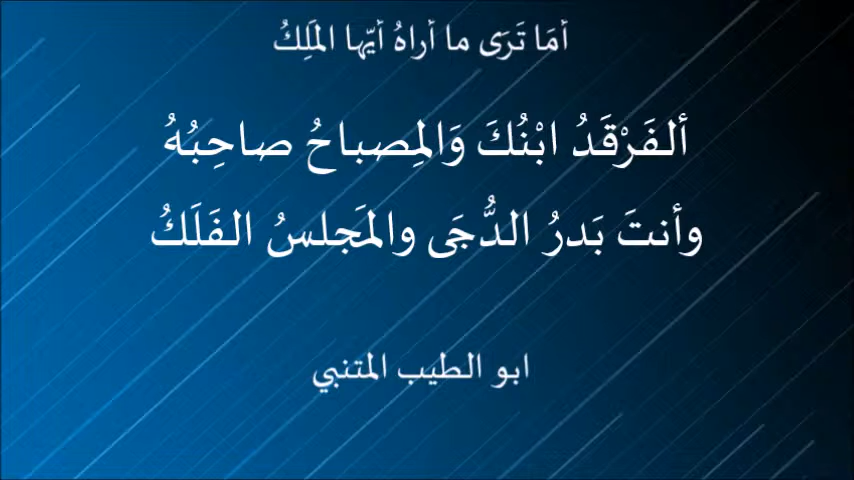 أمَا تَرَى ما أراهُ أيّها المَلِكُ
ألفَرْقَدُ ابْنُكَ وَالمِصباحُ صاحِبُهُ
وأنتَ بَدرُ الدُّجَى والمَجلسُ الفَلَكُ
ابو الطيب المتنبي